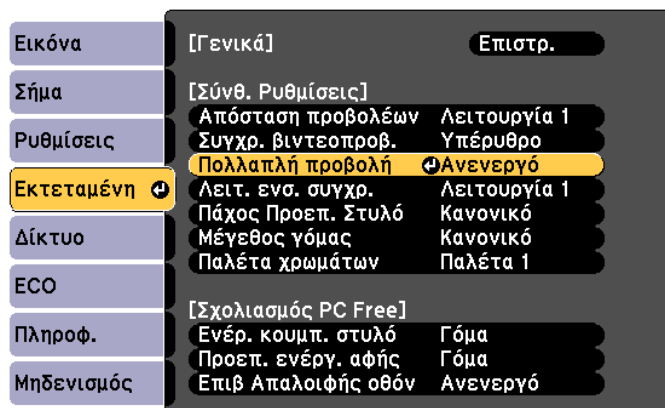 Εικόνα
Σήμα
Ρυθμίσεις
Εκτεταμένη
Δίκτυο
ECO
Πληροφ.
Μηδενισμός
[Γενικά] Επιστρ.
[Σύνθ. Ρυθμίσεις]
Απόσταση προβολέων Λειτουργία 1
Συγχρ. βιντεοπροβ. Υπέρυθρο
Πολλαπλή προβολή Ανενεργό
Λειτ. ενσ. συγχρ. Λειτουργία 1
Πάχος Προεπ. Στυλό Κανονικό
Μέγεθος γόμας Κανονικό
Παλέτα χρωμάτων Παλέτα 1
[Σχολιασμός PC Free]
Ενέρ. κουμπ. στυλό Γόμα
Προεπ. ενέργ. αφής Γόμα
Επιβ Απαλοιφής οθόν Ανενεργό